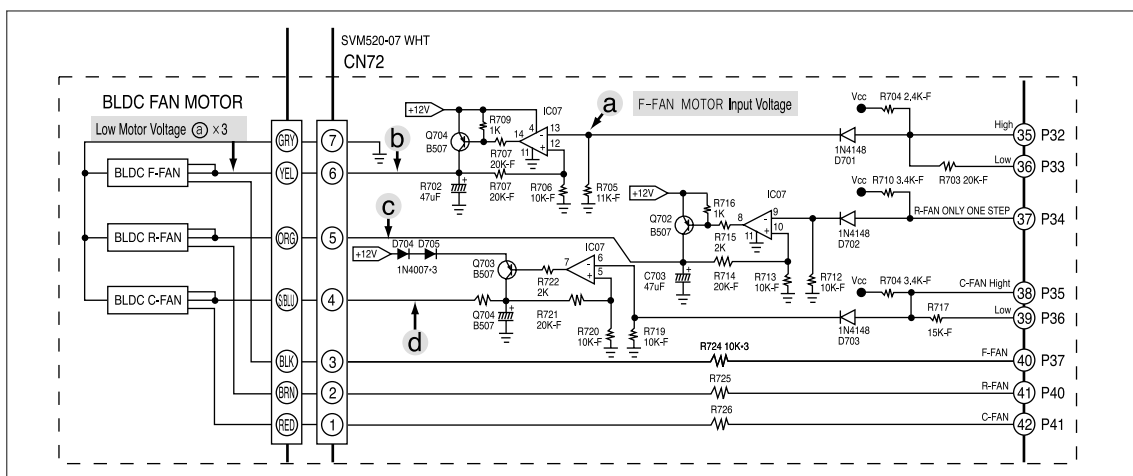 SVM520-07 WHT
CN72
BLDC FAN MOTOR
Low Motor Voltage ⓐ ×3
F-FAN MOTOR Input Voltage
a
b
c
d
GRY
YEL
ORG
S/BLU
BLK
BRN
RED
7
6
5
4
3
2
1
BLDC F-FAN
BLDC R-FAN
BLDC C-FAN
+12V
Q704
B507
R709
1K
IC07
4
14
13
12
11
R707
20K-F
R707
20K-F
R702
47uF
R706
10K-F
R705
11K-F
Vcc
R704 2,4K-F
1N4148
D701
High
35 P32
Low
36 P33
R703 20K-F
+12V
Q702
B507
R716
1K
IC07
8
9
10
11
R715
2K
C703
47uF
R714
20K-F
R713
10K-F
R712
10K-F
Vcc
R710 3.4K-F
1N4148
D702
R-FAN ONLY ONE STEP
37 P34
+12V
D704
D705
1N4007*3
Q703
B507
R722
2K
IC07
7
6
5
Q704
B507
R721
20K-F
R720
10K-F
R719
10K-F
Vcc
R704 3,4K-F
1N4148
D703
C-FAN Hight
38 P35
Low
39 P36
R717
15K-F
R724 10K*3
F-FAN
40 P37
R725
R-FAN
41 P40
R726
C-FAN
42 P41